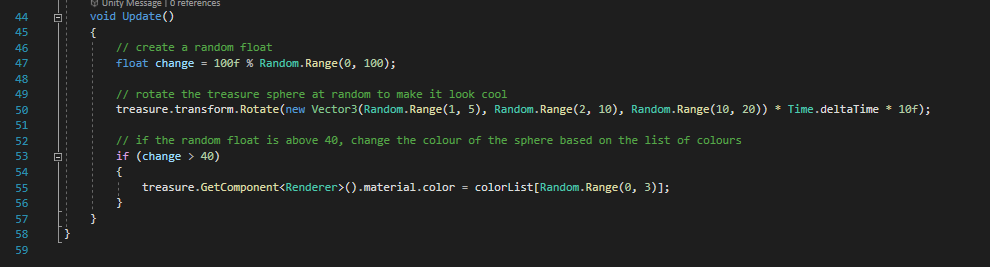 Unity Message | 0 references
44 void Update()
45 {
46 // create a random float
47 float change = 100f % Random.Range(0, 100);
48
49 // rotate the treasure sphere at random to make it look cool
50 treasure.transform.Rotate(new Vector3(Random.Range(1, 5), Random.Range(2, 10), Random.Range(10, 20)) * Time.deltaTime * 10f);
51
52 // if the random float is above 40, change the colour of the sphere based on the list of colours
53 if (change > 40)
54 {
55 treasure.GetComponent<Renderer>().material.color = colorList[Random.Range(0, 3)];
56 }
57 }
58 }
59